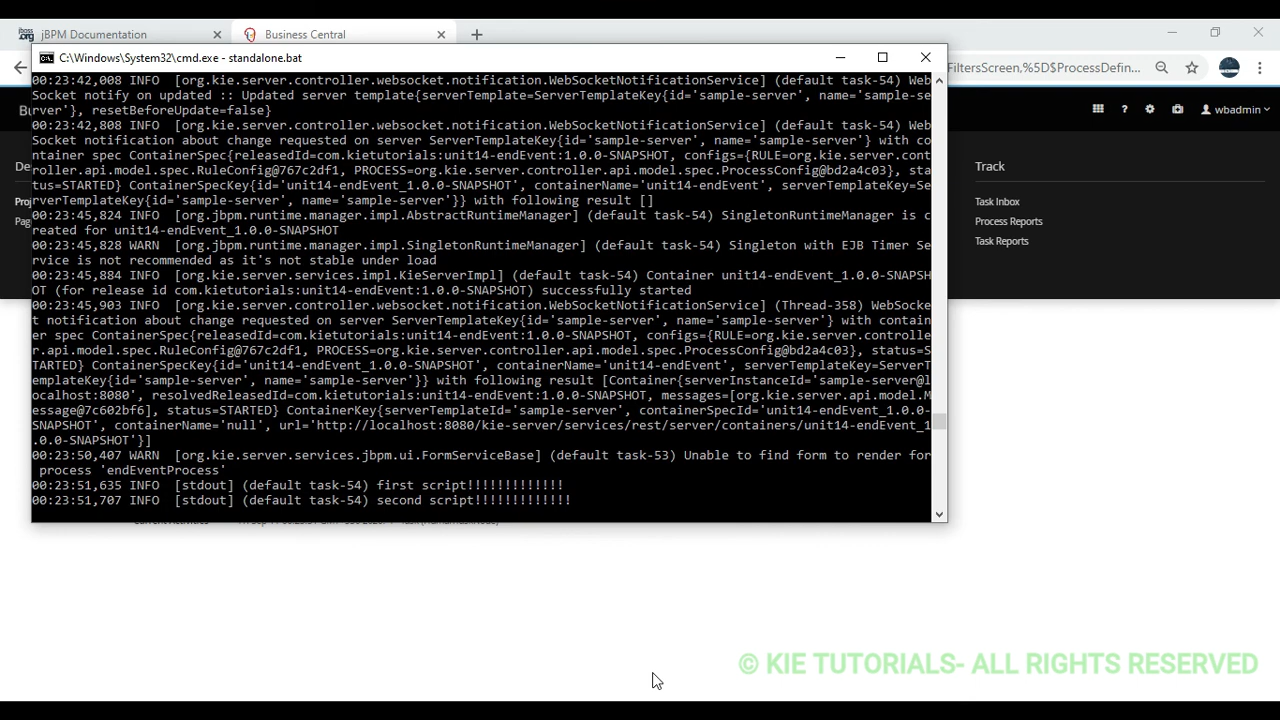 jboss.org jBPM Documentation
Business Central
C:\Windows\System32\cmd.exe - standalone.bat
FiltersScreen,%5D$ProcessDefin...
wbadmin
00:23:42,008 INFO  [org.kie.server.controller.websocket.notification.WebSocketNotificationService] (default task-54) Web
Socket notify on updated :: Updated server template{serverTemplate=ServerTemplateKey{id='sample-server', name='sample-se
rver'}, resetBeforeUpdate=false}
00:23:42,808 INFO  [org.kie.server.controller.websocket.notification.WebSocketNotificationService] (default task-54) Web
Socket notification about change requested on server ServerTemplateKey{id='sample-server', name='sample-server'} with co
ntainer spec ContainerSpec{releasedId=com.kietutorials:unit14-endEvent:1.0.0-SNAPSHOT, configs={RULE=org.kie.server.cont
roller.api.model.spec.RuleConfig@767c2df1, PROCESS=org.kie.server.controller.api.model.spec.ProcessConfig@bd2a4c03}, sta
tus=STARTED} ContainerSpecKey{id='unit14-endEvent_1.0.0-SNAPSHOT', containerName='unit14-endEvent', serverTemplateKey=Se
rverTemplateKey{id='sample-server', name='sample-server'}} with following result []
00:23:45,824 INFO  [org.jbpm.runtime.manager.impl.AbstractRuntimeManager] (default task-54) SingletonRuntimeManager is c
reated for unit14-endEvent_1.0.0-SNAPSHOT
00:23:45,828 WARN  [org.jbpm.runtime.manager.impl.SingletonRuntimeManager] (default task-54) Singleton with EJB Timer Se
rvice is not recommended as it's not stable under load
00:23:45,884 INFO  [org.kie.server.services.impl.KieServerImpl] (default task-54) Container unit14-endEvent_1.0.0-SNAPSH
OT (for release id com.kietutorials:unit14-endEvent:1.0.0-SNAPSHOT) successfully started
00:23:45,903 INFO  [org.kie.server.controller.websocket.notification.WebSocketNotificationService] (Thread-358) WebSocke
t notification about change requested on server ServerTemplateKey{id='sample-server', name='sample-server'} with contain
er spec ContainerSpec{releasedId=com.kietutorials:unit14-endEvent:1.0.0-SNAPSHOT, configs={RULE=org.kie.server.controlle
r.api.model.spec.RuleConfig@767c2df1, PROCESS=org.kie.server.controller.api.model.spec.ProcessConfig@bd2a4c03}, status=S
TARTED} ContainerSpecKey{id='unit14-endEvent_1.0.0-SNAPSHOT', containerName='unit14-endEvent', serverTemplateKey=ServerT
emplateKey{id='sample-server', name='sample-server'}} with following result [Container{serverInstanceId='sample-server@l
ocalhost:8080', resolvedReleasedId=com.kietutorials:unit14-endEvent:1.0.0-SNAPSHOT, messages=[org.kie.server.api.model.M
essage@7c602bf6], status=STARTED} ContainerKey{serverTemplateId='sample-server', containerSpecId='unit14-endEvent_1.0.0-
SNAPSHOT', containerName='null', url='http://localhost:8080/kie-server/services/rest/server/containers/unit14-endEvent_1
.0.0-SNAPSHOT'}]
00:23:50,407 WARN  [org.kie.server.services.jbpm.ui.FormServiceBase] (default task-53) Unable to find form to render for
 process 'endEventProcess'
00:23:51,635 INFO  [stdout] (default task-54) first script!!!!!!!!!!!!!
00:23:51,707 INFO  [stdout] (default task-54) second script!!!!!!!!!!!!!
Track
Task Inbox
Process Reports
Task Reports
© KIE TUTORIALS- ALL RIGHTS RESERVED